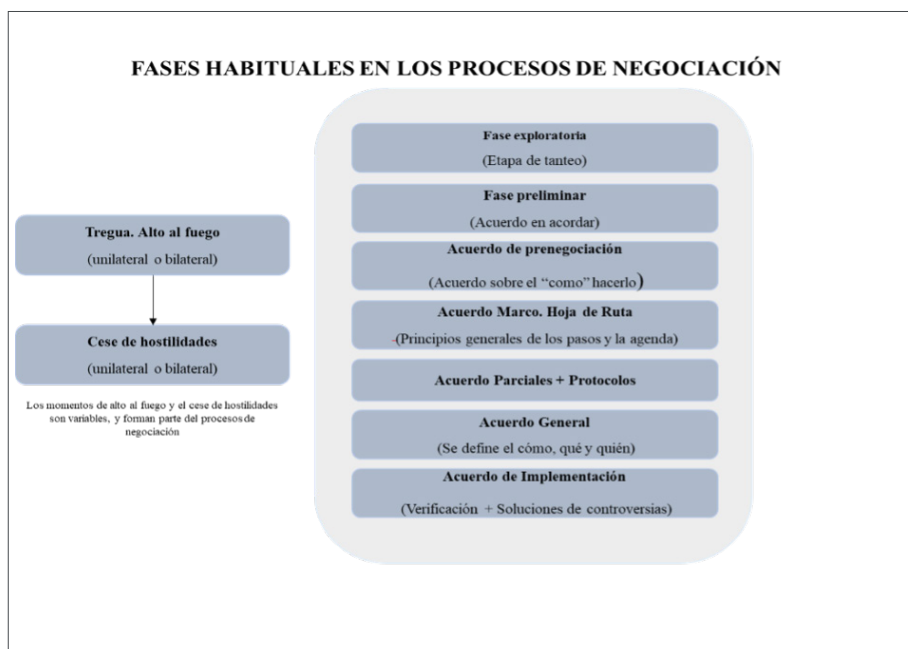 FASES HABITUALES EN LOS PROCESOS DE NEGOCIACIÓN
Tregua. Alto al fuego
(unilateral o bilateral)
Cese de hostilidades
(unilateral o bilateral)
Los momentos de alto al fuego y el cese de hostilidades
son variables, y forman parte del procesos de
negociación
Fase exploratoria
(Etapa de tanteo)
Fase preliminar
(Acuerdo en acordar)
Acuerdo de prenegociación
(Acuerdo sobre el “como” hacerlo)
Acuerdo Marco. Hoja de Ruta
-(Principios generales de los pasos y la agenda)
Acuerdo Parciales + Protocolos
Acuerdo General
(Se define el cómo, qué y quién)
Acuerdo de Implementación
(Verificación + Soluciones de controversias)